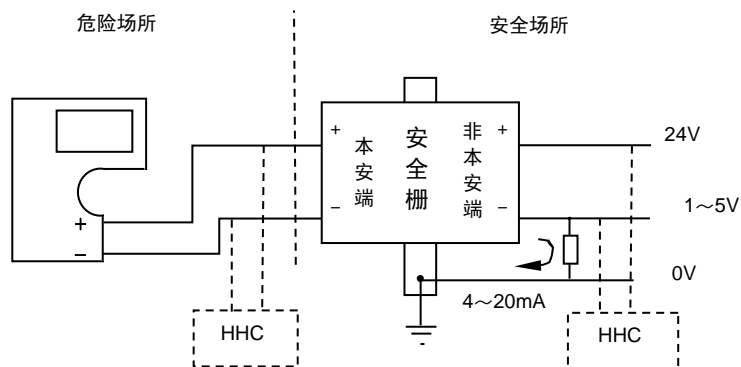 危险场所
安全场所
+
本安端
−
安全栅
非本安端
+
−
24V
1～5V
0V
+
−
4～20mA
HHC
HHC